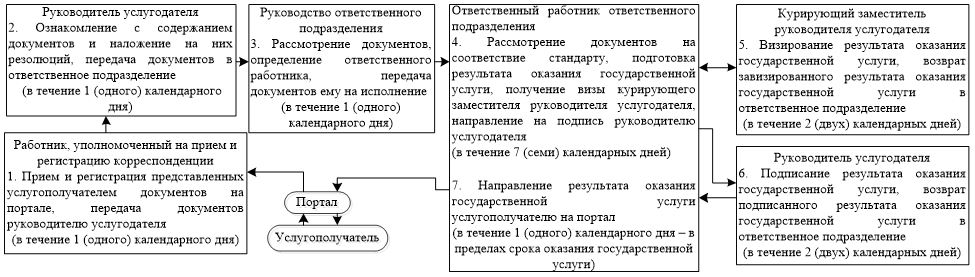 Руководитель услугодателя
2. Ознакомление с содержанием
документов и наложение на них
резолюций, передача документов в
ответственное подразделение
(в течение 1 (одного) календарного
дня)
Руководство ответственного
подразделения
3. Рассмотрение документов,
определение ответственного
работника, передача
документов ему на исполнение
(в течение 1 (одного)
календарного дня)
Ответственный работник ответственного
подразделения
4. Рассмотрение документов на
соответствие стандарту, подготовка
результата оказания государственной
услуги, получение визы курирующего
заместителя руководителя услугодателя,
направление на подпись руководителю
услугодателя
(в течение 7 (семи) календарных дней)
7. Направление результата оказания
государственной услуги
услугополучателю на портал
(в течение 1 (одного) календарного дня – в
пределах срока оказания государственной
услуги)
Курирующий заместитель
руководителя услугодателя
5. Визирование результата оказания
государственной услуги, возврат
завизированного результата оказания
государственной услуги в
ответственное подразделение
(в течение 2 (двух) календарных дней)
Руководитель услугодателя
6. Подписание результата оказания
государственной услуги, возврат
подписанного результата оказания
государственной услуги в
ответственное подразделение
(в течение 2 (двух) календарных дней)
Работник, уполномоченный на прием и
регистрацию корреспонденции
1. Прием и регистрация представленных
услугополучателем документов на
портале, передача документов
руководителю услугодателя
(в течение 1 (одного) календарного дня)
Портал
Услугополучатель